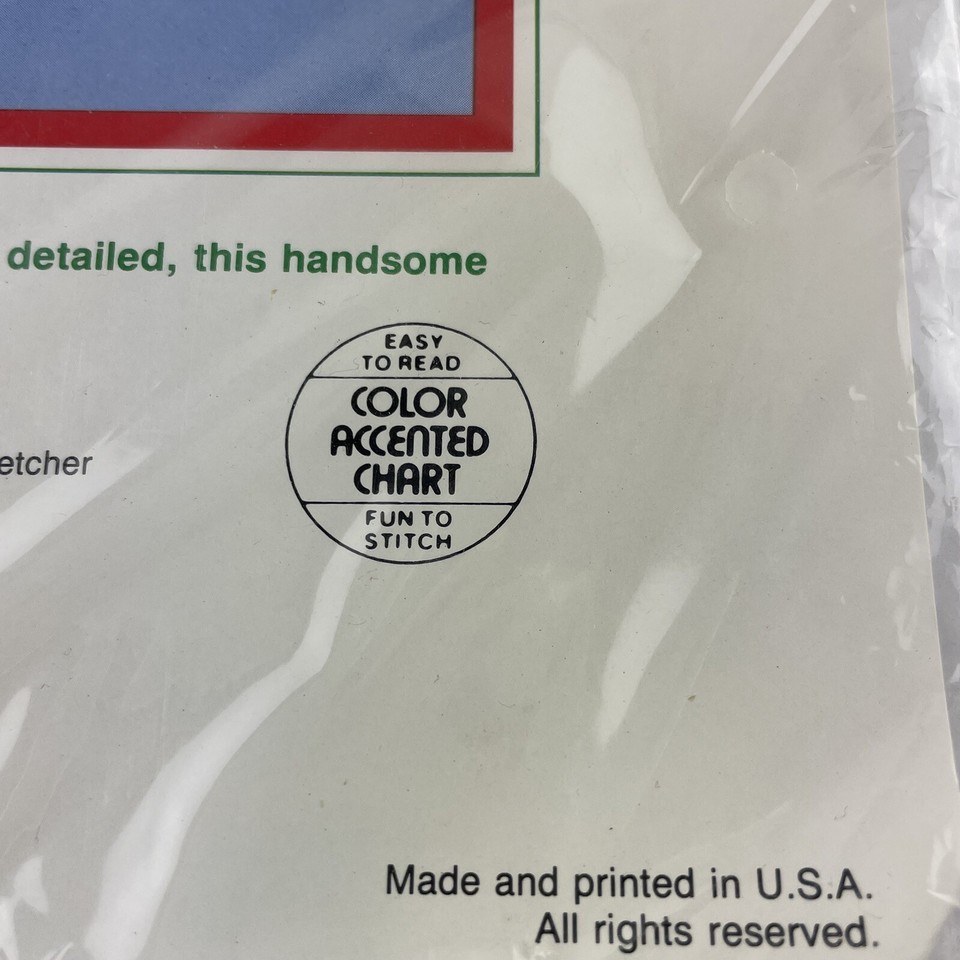 detailed, this handsome
EASY
TO READ
COLOR
ACCENTED
CHART
etcher
FUN TO
STITCH
Made and printed in U.S.A.
All rights reserved.